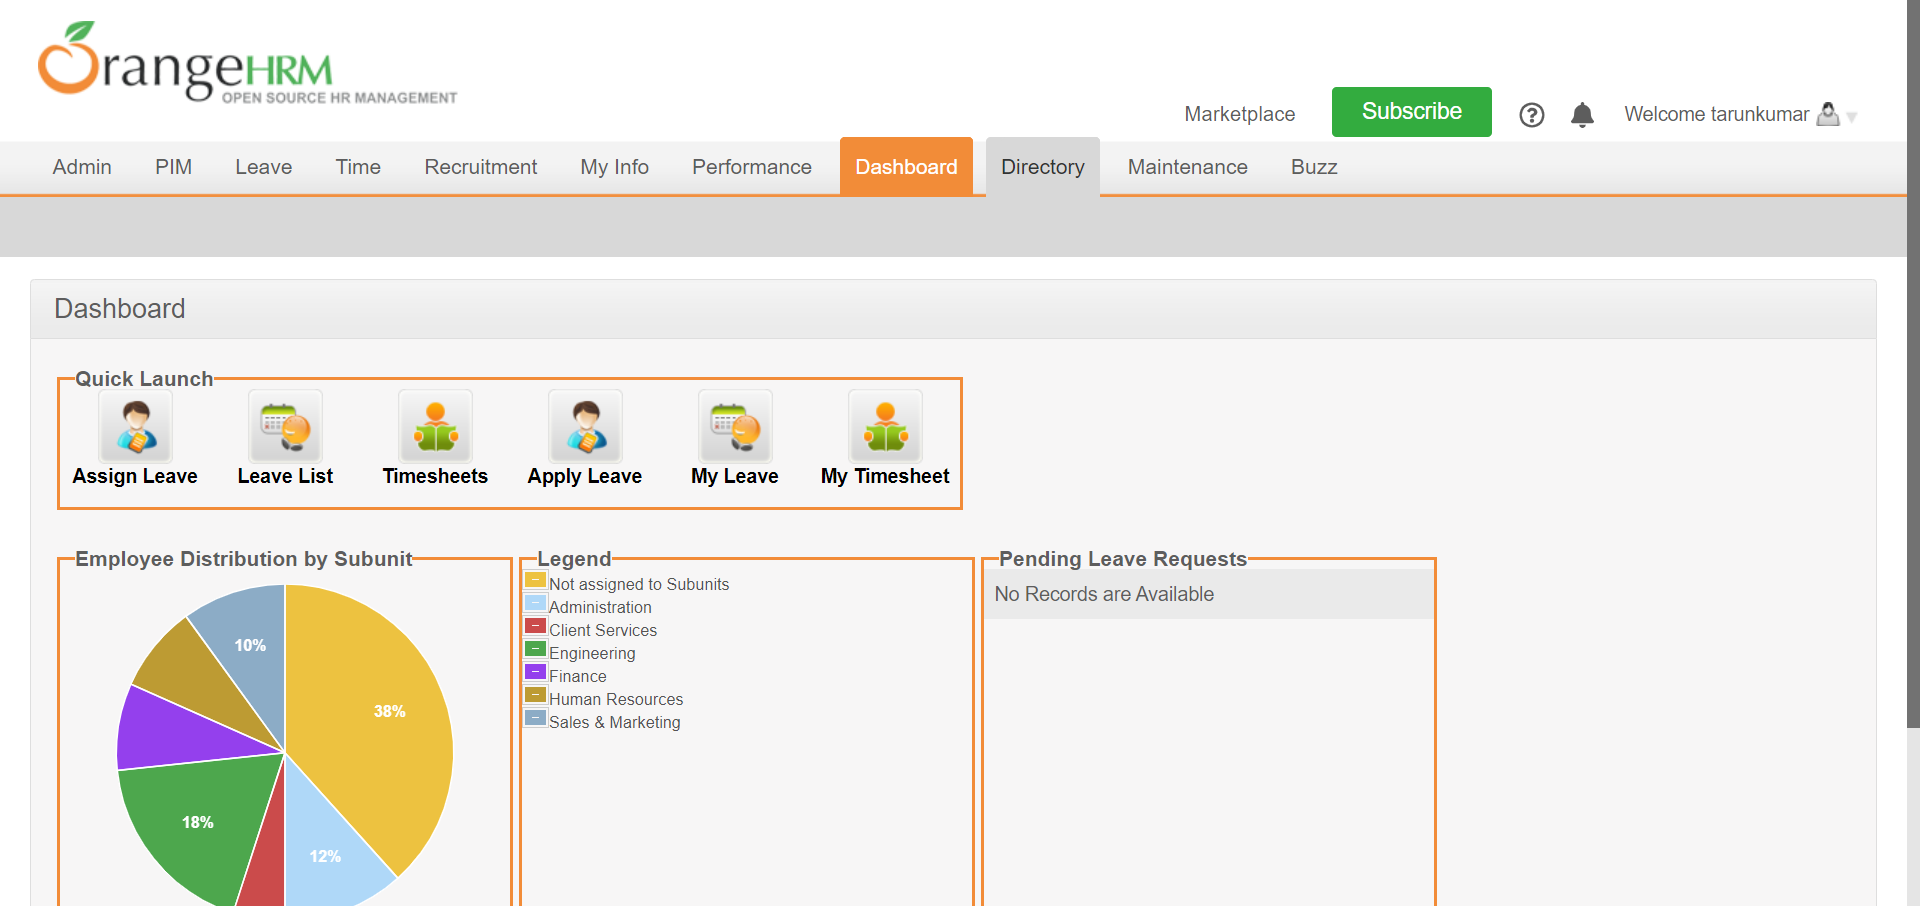 OrangeHRM
OPEN SOURCE HR MANAGEMENT
Marketplace
Subscribe
?
Welcome tarunkumar
Admin PIM Leave Time Recruitment My Info Performance Dashboard Directory Maintenance Buzz
Dashboard
Quick Launch
Assign Leave Leave List Timesheets Apply Leave My Leave My Timesheet
Employee Distribution by Subunit
10%
38%
18%
12%
Legend
Not assigned to Subunits
Administration
Client Services
Engineering
Finance
Human Resources
Sales & Marketing
Pending Leave Requests
No Records are Available